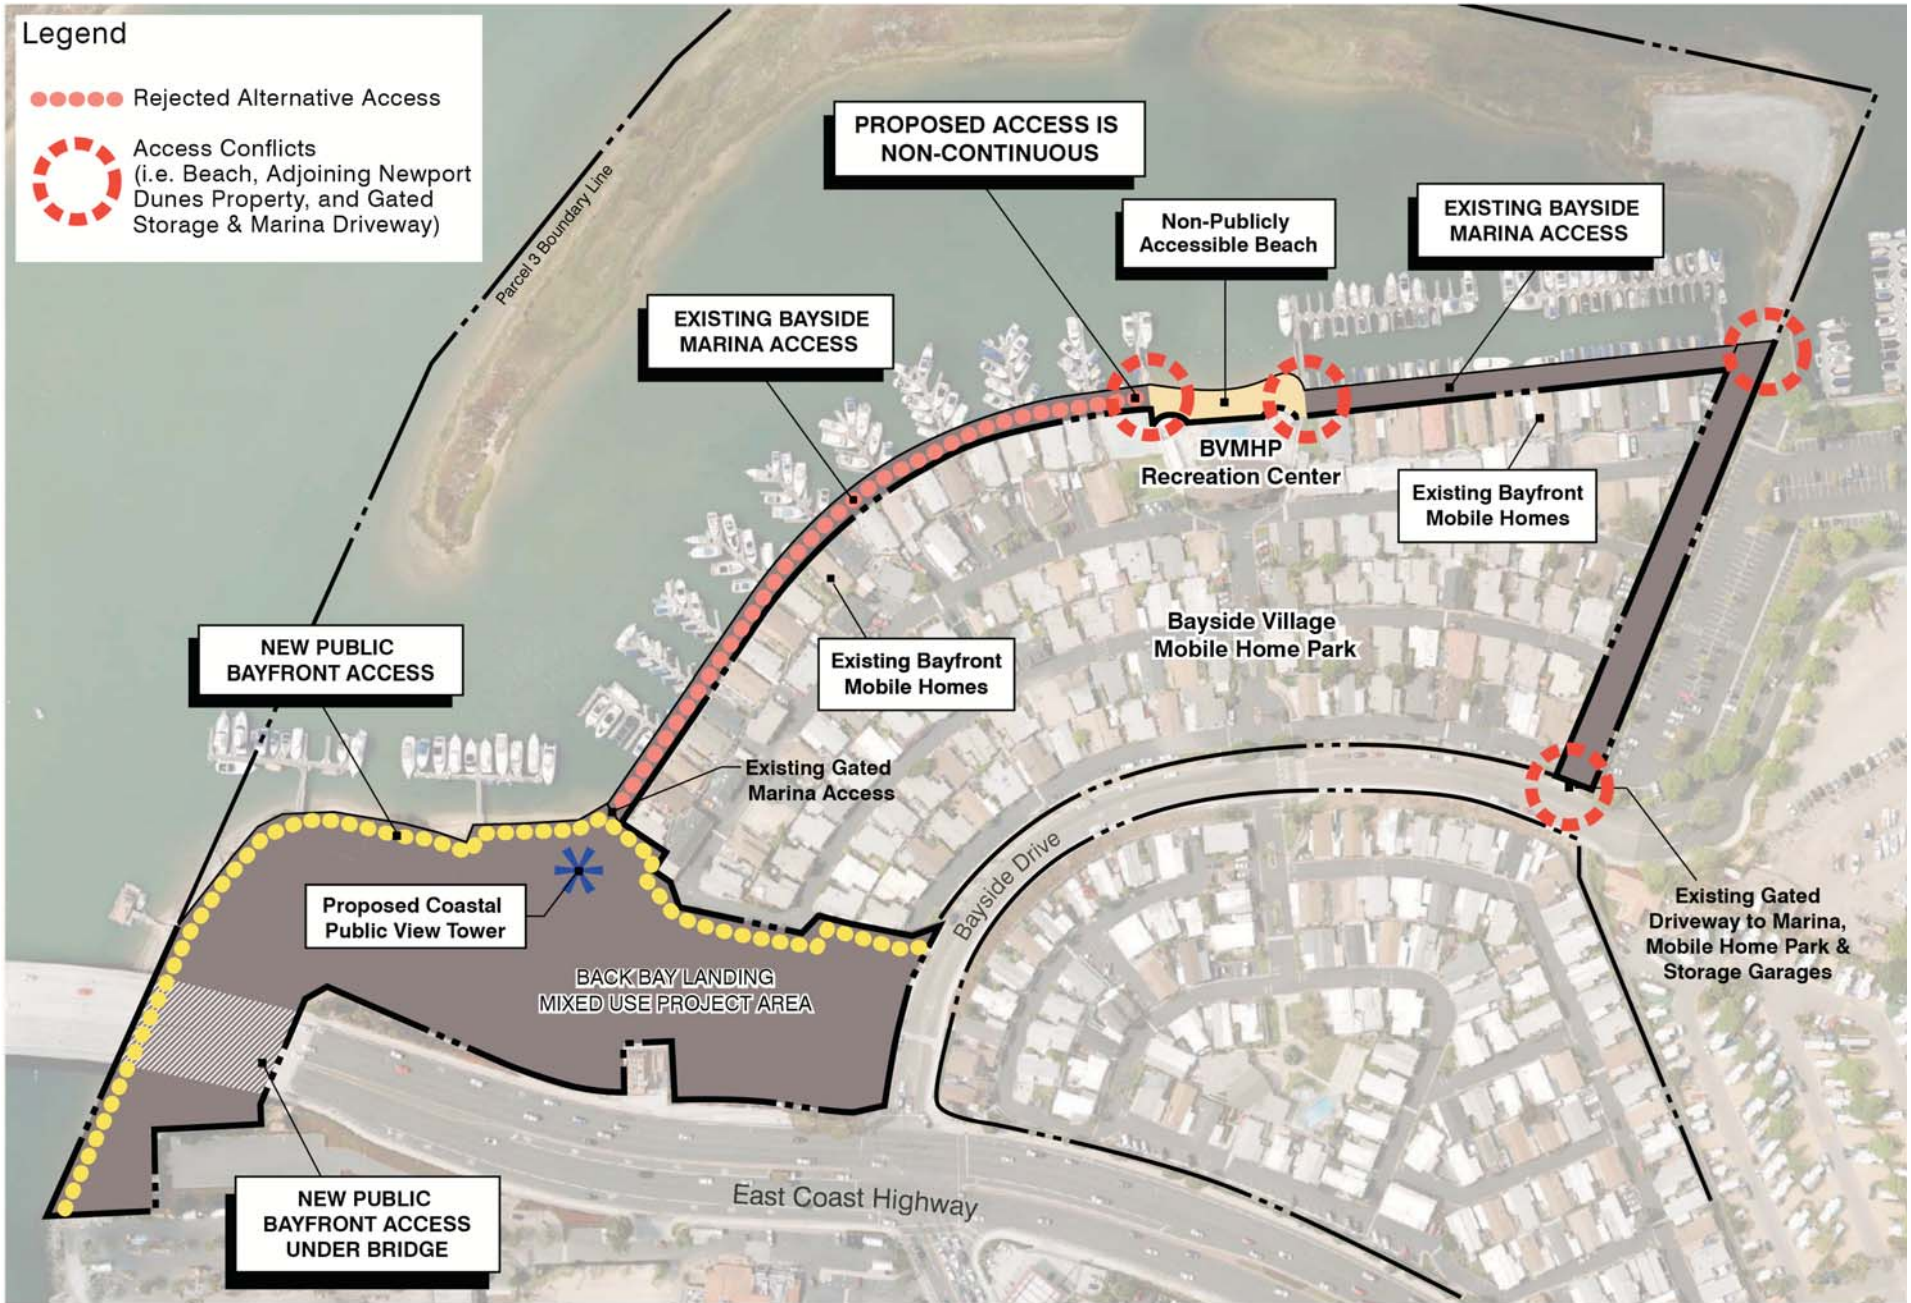 Legend
Rejected Alternative Access
Access Conflicts
(i.e. Beach, Adjoining Newport
Dunes Property, and Gated
Storage & Marina Driveway)
Parcel 3 Boundary Line
PROPOSED ACCESS IS
NON-CONTINUOUS
Non-Publicly
Accessible Beach
EXISTING BAYSIDE
MARINA ACCESS
EXISTING BAYSIDE
MARINA ACCESS
BVMHP
Recreation Center
Existing Bayfront
Mobile Homes
Bayside Village
Mobile Home Park
NEW PUBLIC
BAYFRONT ACCESS
Existing Bayfront
Mobile Homes
Existing Gated
Marina Access
Proposed Coastal
Public View Tower
Bayside Drive
Existing Gated
Driveway to Marina,
Mobile Home Park &
Storage Garages
BACK BAY LANDING
MIXED USE PROJECT AREA
NEW PUBLIC
BAYFRONT ACCESS
UNDER BRIDGE
East Coast Highway